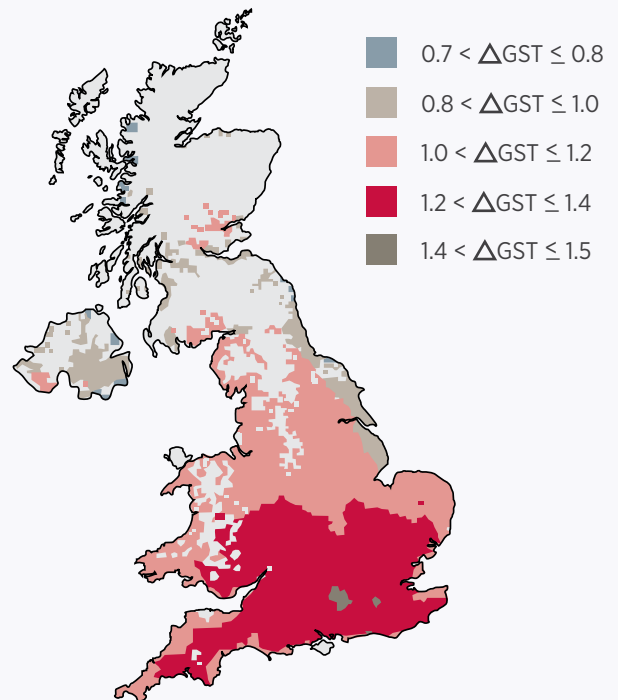 0.7 < △GST ≤ 0.8
0.8 < △GST ≤ 1.0
1.0 < △GST ≤ 1.2
1.2 < △GST ≤ 1.4
1.4 < △GST ≤ 1.5